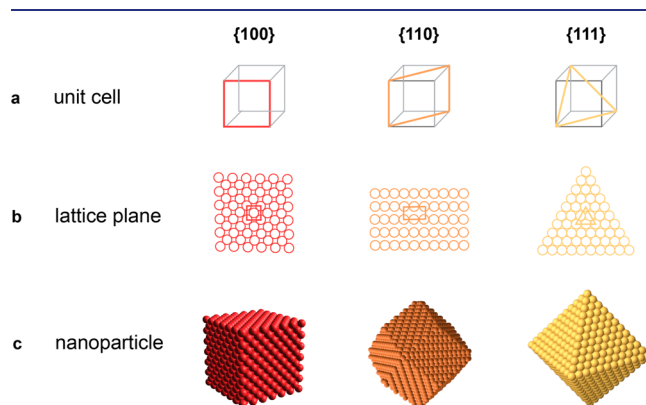 {100} {110} {111}
a unit cell
b lattice plane
c nanoparticle